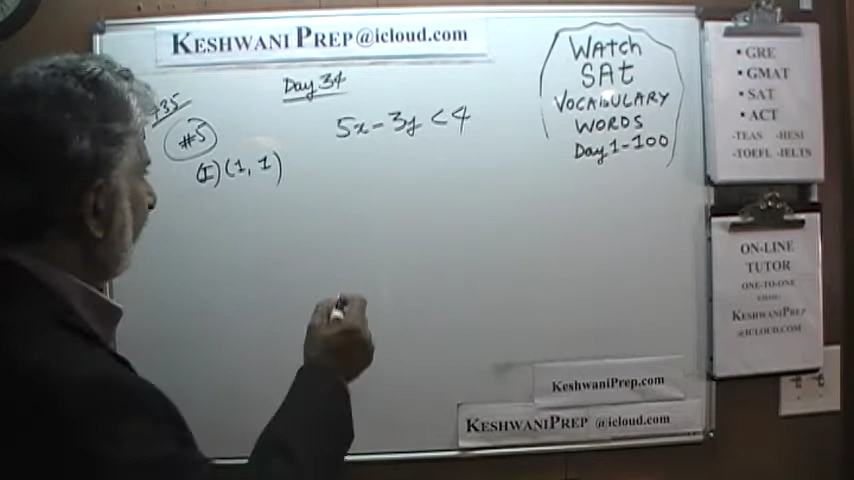 KESHWANI PREP@iCLOUD.COM
Day 34
+35
#5
5x - 3y < 4
(I) (1, 1)
WATCH
SAt
VOCABULARY
WORDS
Day 1-100
• GRE
• GMAT
• SAT
• ACT
-TEAS -HESI
-TOEFL -IELTS
ON-LINE
TUTOR
ONE-TO-ONE
KESHWANIPREP
@ICLOUD.COM
KESHWANIPREP.COM
KESHWANIPREP @ICLOUD.COM